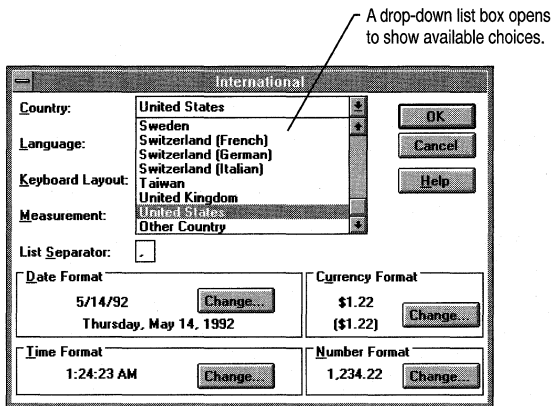 A drop-down list box opens
to show available choices.
International
Country:
United States
OK
Sweden
Switzerland (French)
Language:
Switzerland (German)
Cancel
Switzerland (Italian)
Keyboard Layout:
Taiwan
Help
United Kingdom
Measurement:
United States
Other Country
List Separator:
,
Date Format
5/14/92
Change...
Thursday, May 14, 1992
Currency Format
$1.22
($1.22)
Change...
Time Format
1:24:23 AM
Change...
Number Format
1,234.22
Change...